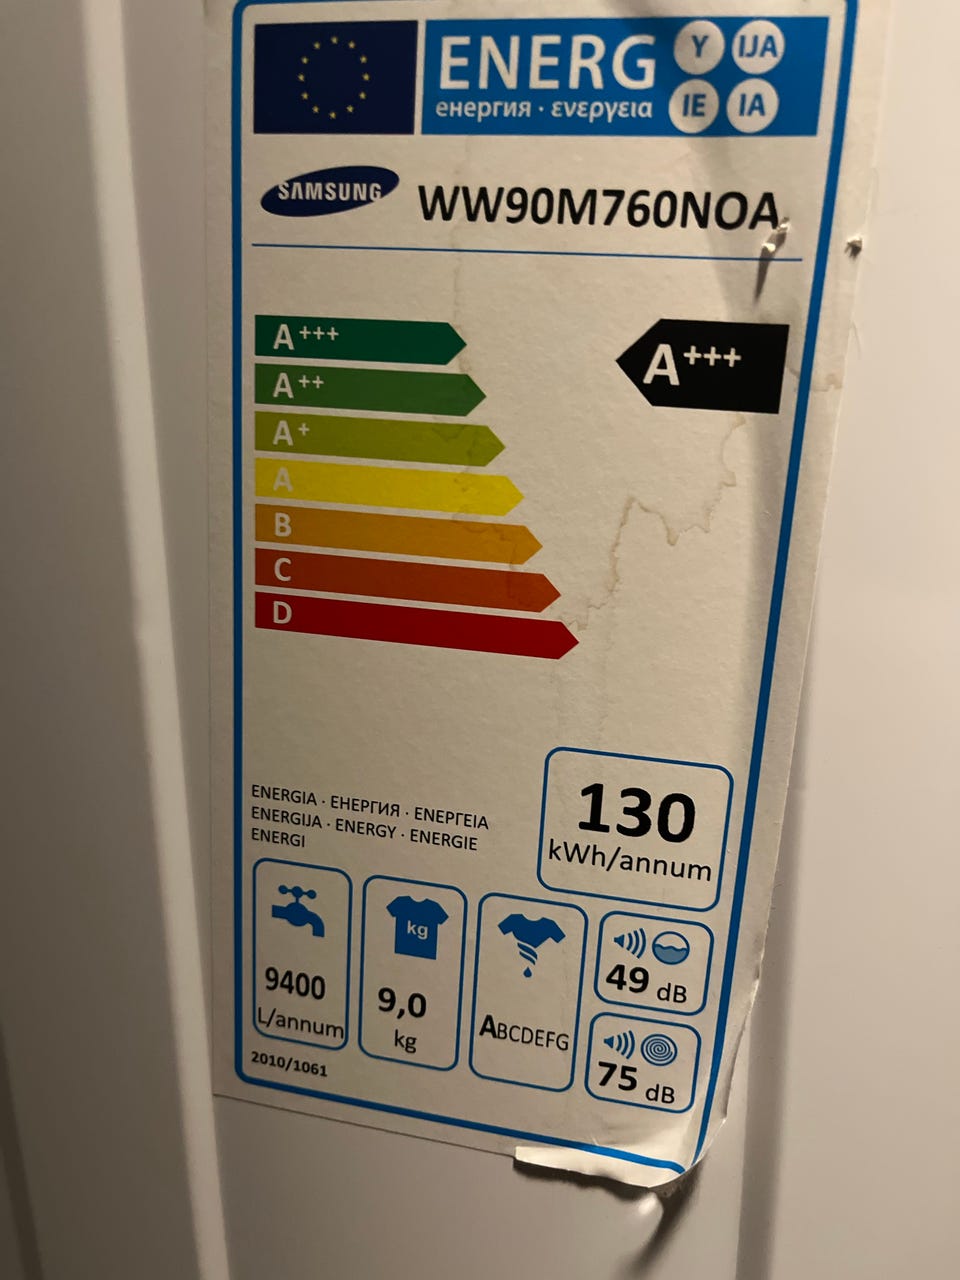 ENERG Y IJA
енергия · ενεργεια IE IA
SAMSUNG WW90M760NOA
A+++
A+++
A++
A+
A
B
C
D
ENERGIA · ЕНЕРГИЯ · ΕΝΕΡΓΕΙΑ
ENERGIJA · ENERGY · ENERGIE
ENERGI
130
kWh/annum
9400
L/annum
kg
9,0
kg
ABCDEFG
49 dB
75 dB
2010/1061